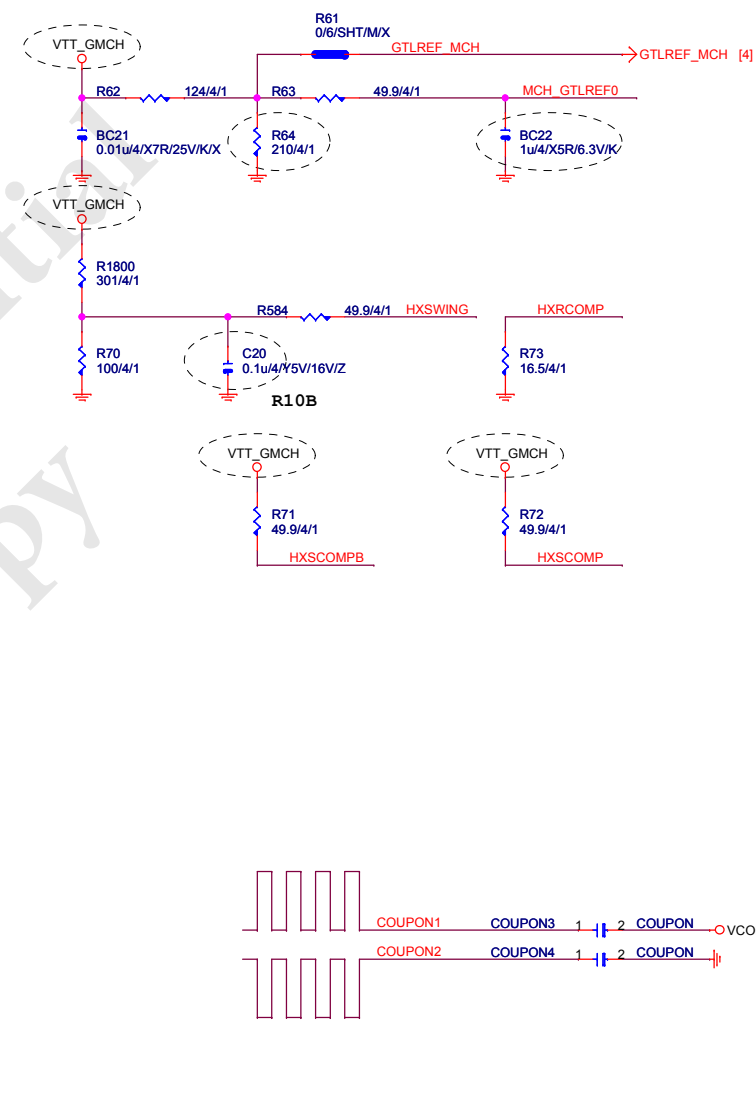 R61
0/6/SHT/M/X
VTT_GMCH
GTLREF_MCH
GTLREF_MCH [4]
R62 124/4/1 R63 49.9/4/1 MCH_GTLREF0
BC21
0.01u/4/X7R/25V/K/X
R64
210/4/1
BC22
1u/4/X5R/6.3V/K
VTT_GMCH
R1800
301/4/1
R584 49.9/4/1 HXSWING HXRCOMP
R70
100/4/1
C20
0.1u/4/Y5V/16V/Z
R73
16.5/4/1
R10B
VTT_GMCH VTT_GMCH
R71
49.9/4/1
R72
49.9/4/1
HXSCOMPB HXSCOMP
COUPON1 COUPON3 1 2 COUPON VCO
COUPON2 COUPON4 1 2 COUPON
tial
py